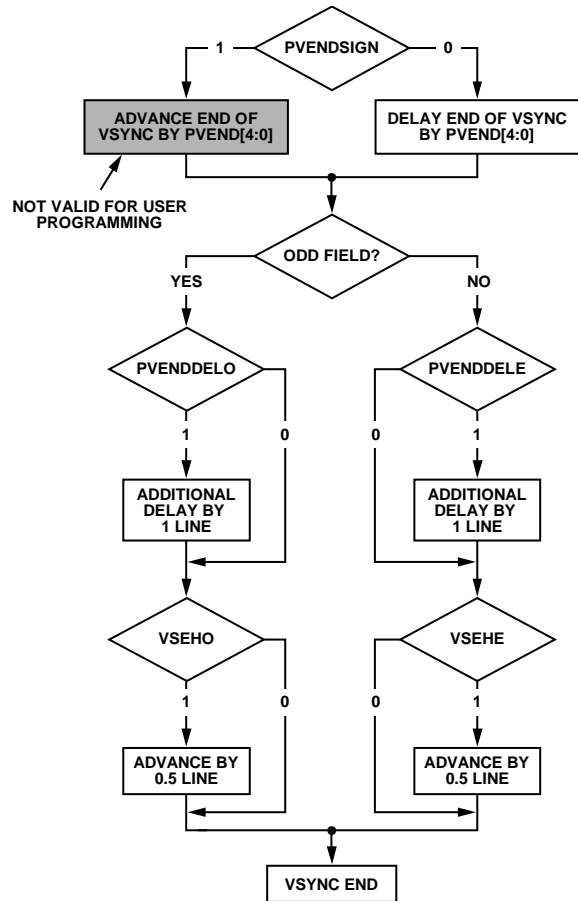 PVENDSIGN
1
0
ADVANCE END OF
VSYNC BY PVEND[4:0]
DELAY END OF VSYNC
BY PVEND[4:0]
NOT VALID FOR USER
PROGRAMMING
ODD FIELD?
YES
NO
PVENDDELO
PVENDDELE
1
0
0
1
ADDITIONAL
DELAY BY
1 LINE
ADDITIONAL
DELAY BY
1 LINE
VSEHO
VSEHE
1
0
0
1
ADVANCE BY
0.5 LINE
ADVANCE BY
0.5 LINE
VSYNC END